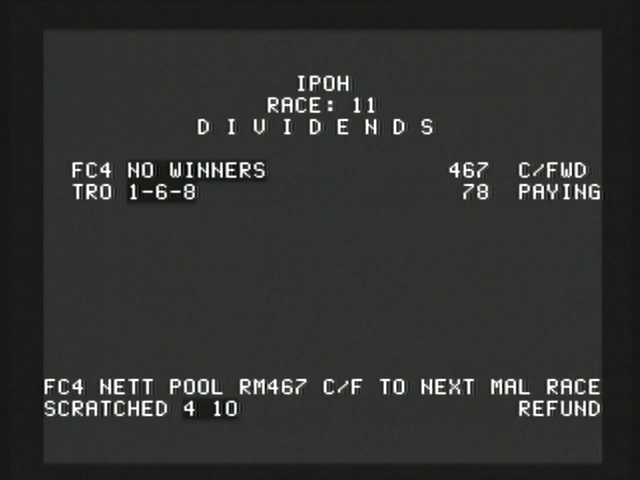 IPOH
RACE: 11
D I V I D E N D S
FC4 NO WINNERS 467 C/FWD
TRO 1-6-8 78 PAYING
FC4 NETT POOL RM467 C/F TO NEXT MAL RACE
SCRATCHED 4 10 REFUND